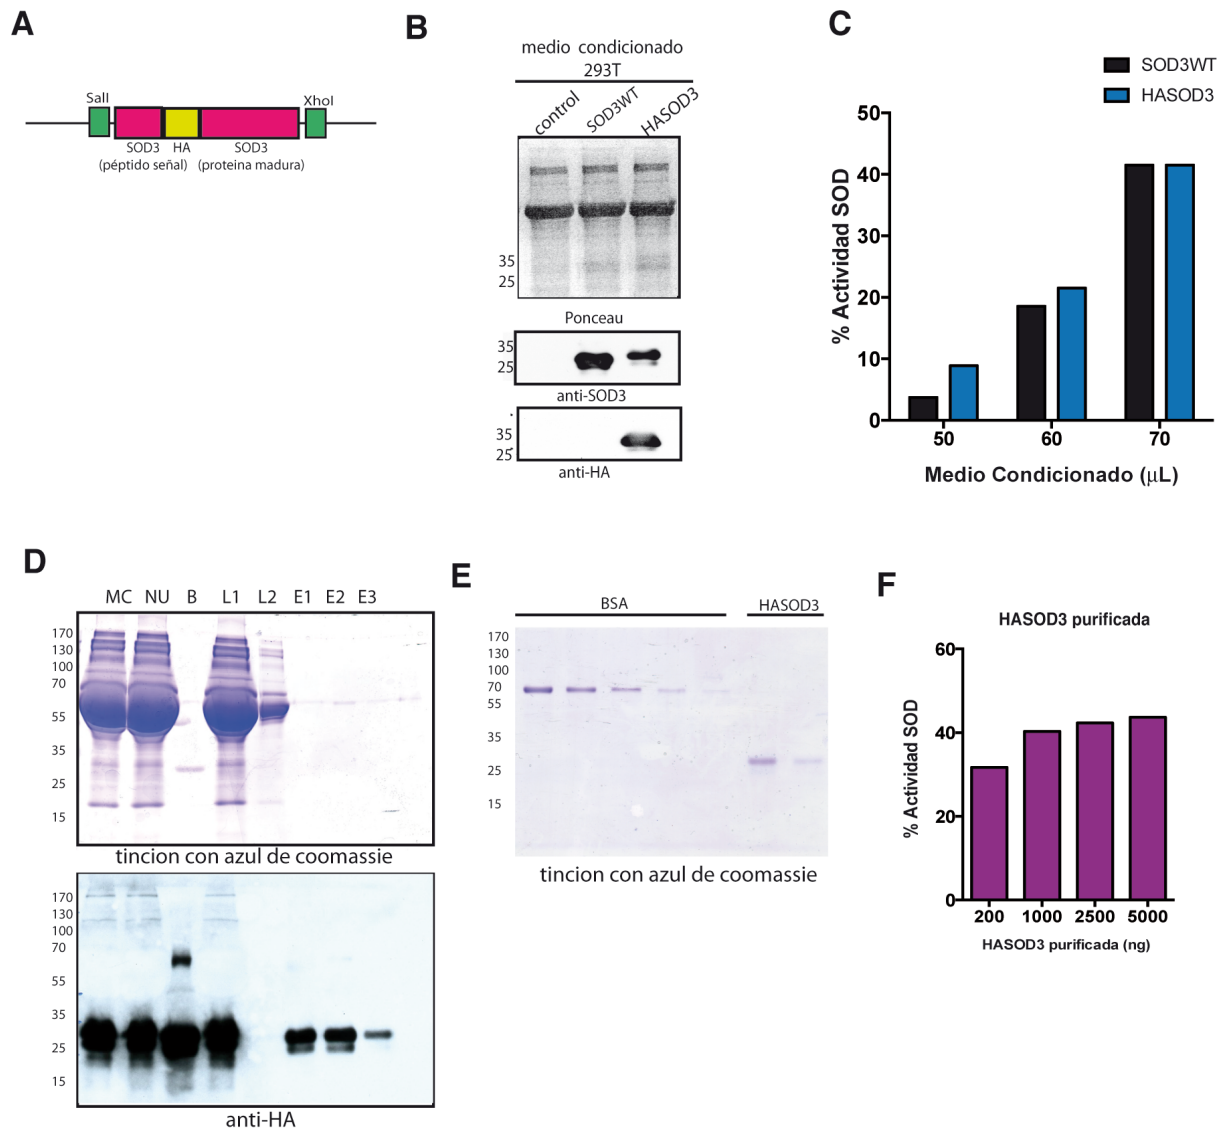 A
SalI
XhoI
SOD3 HA SOD3
(péptido señal) (proteina madura)
B
medio condicionado
293T
control SOD3WT HASOD3
35
25
Ponceau
35
25
anti-SOD3
35
25
anti-HA
C
SOD3WT
HASOD3
% Actividad SOD
50
40
30
20
10
0
50 60 70
Medio Condicionado (µL)
D
MC NU B L1 L2 E1 E2 E3
170
130
100
70
55
35
25
15
tincion con azul de coomassie
170
130
100
70
55
35
25
15
anti-HA
E
BSA HASOD3
170
130
100
70
55
35
25
15
tincion con azul de coomassie
F
HASOD3 purificada
% Actividad SOD
60
40
20
0
200 1000 2500 5000
HASOD3 purificada (ng)